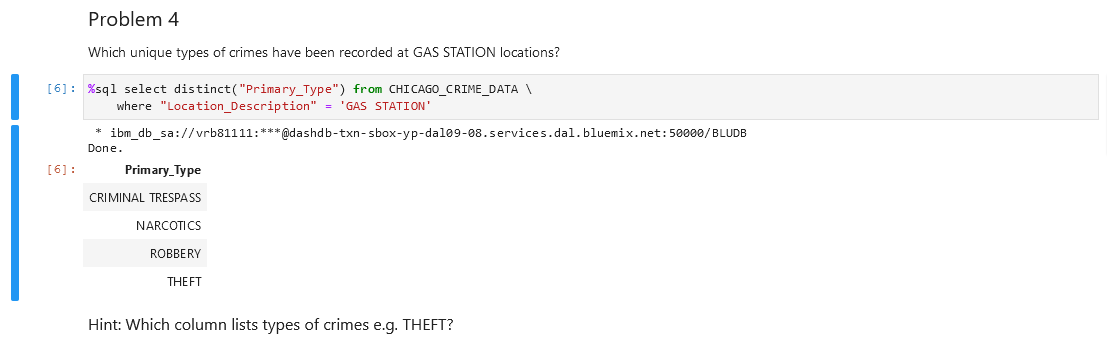 Problem 4
Which unique types of crimes have been recorded at GAS STATION locations?
[6]: %sql select distinct("Primary_Type") from CHICAGO_CRIME_DATA \
where "Location_Description" = 'GAS STATION'
* ibm_db_sa://vrb81111:***@dashdb-txn-sbox-yp-dal09-08.services.dal.bluemix.net:50000/BLUDB
Done.
[6]: Primary_Type
CRIMINAL TRESPASS
NARCOTICS
ROBBERY
THEFT
Hint: Which column lists types of crimes e.g. THEFT?